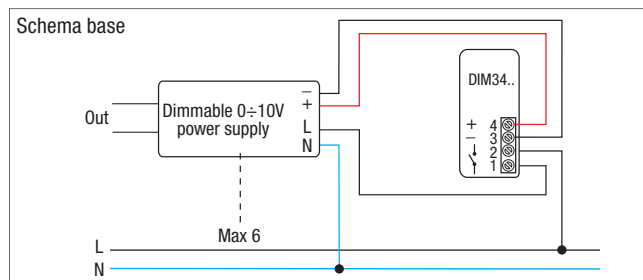 Schema base
DIM34..
Out
Dimmable 0÷10V
power supply
–
+
L
N
+ 4
– 3
2
1
Max 6
L
N